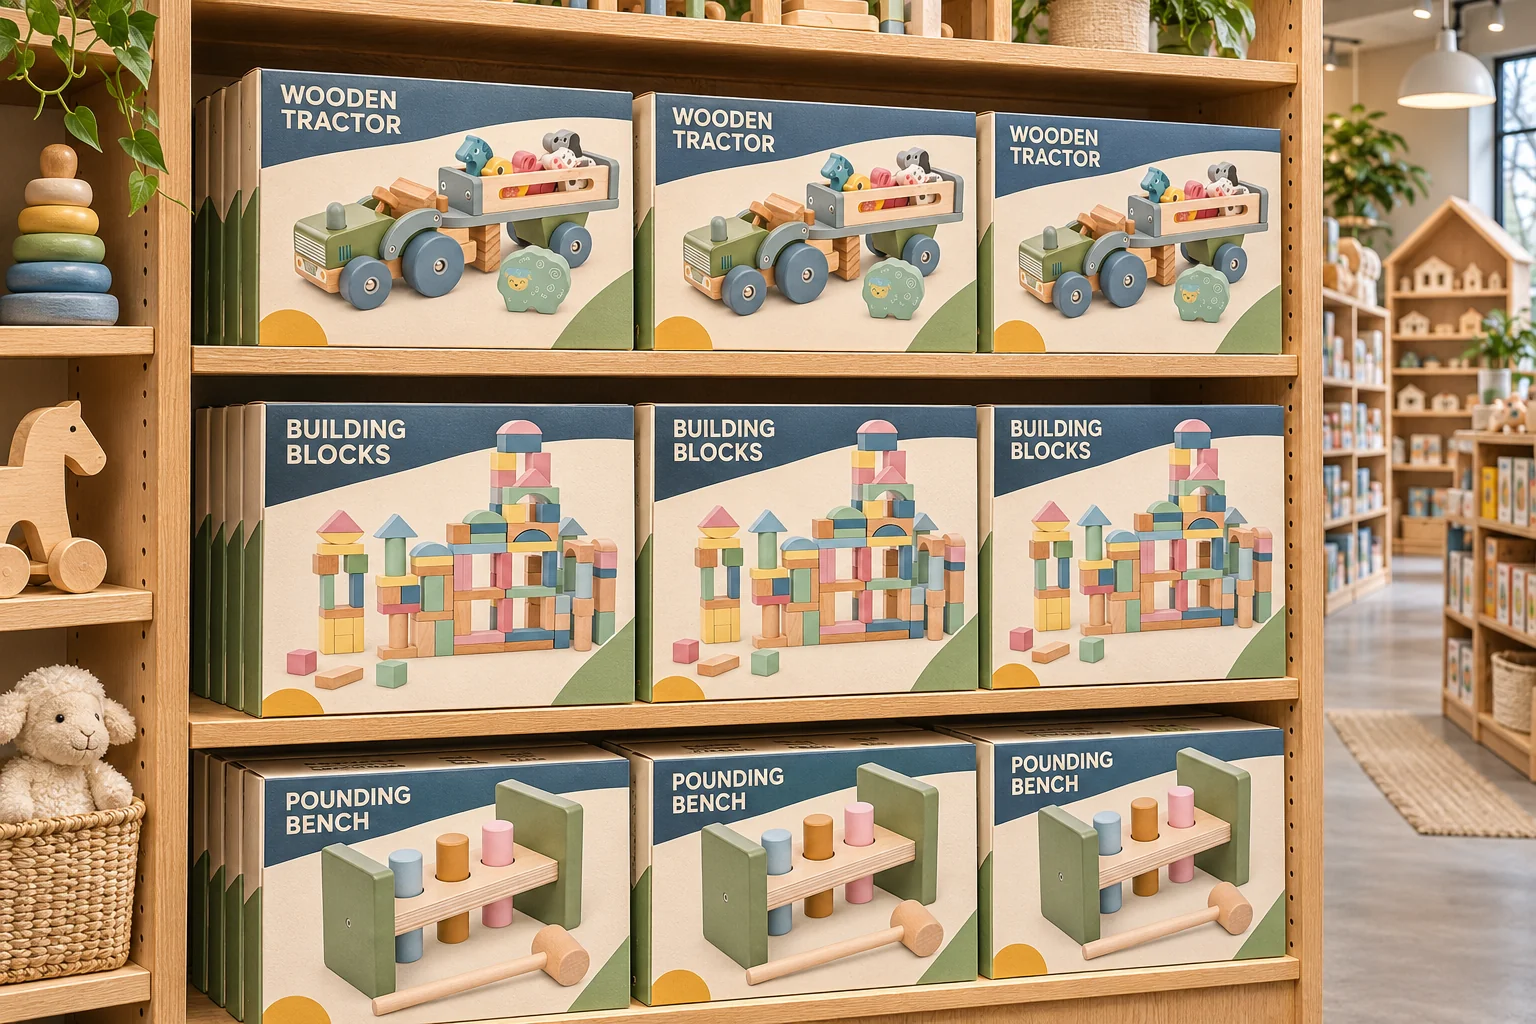 WOODEN
TRACTOR
WOODEN
TRACTOR
WOODEN
TRACTOR
BUILDING
BLOCKS
BUILDING
BLOCKS
BUILDING
BLOCKS
POUNDING
BENCH
POUNDING
BENCH
POUNDING
BENCH